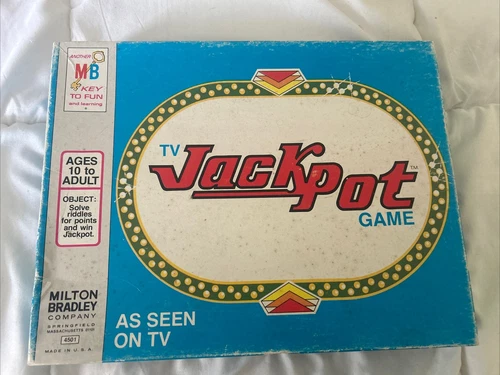 ANOTHER
MB
KEY
TO FUN
and learning
AGES
10 to
ADULT
OBJECT:
Solve
riddles
for points
and win
Jackpot.
MILTON
BRADLEY
COMPANY
SPRINGFIELD
4501
MADE IN U.S.A.
TV
JackPot
TM
GAME
AS SEEN
ON TV